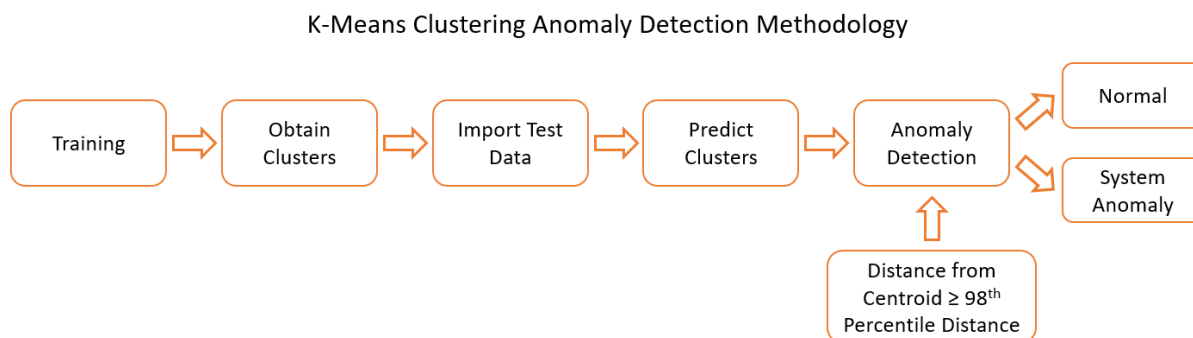 K-Means Clustering Anomaly Detection Methodology
Training
Obtain
Clusters
Import Test
Data
Predict
Clusters
Anomaly
Detection
Normal
System
Anomaly
Distance from
Centroid ≥ 98th
Percentile Distance